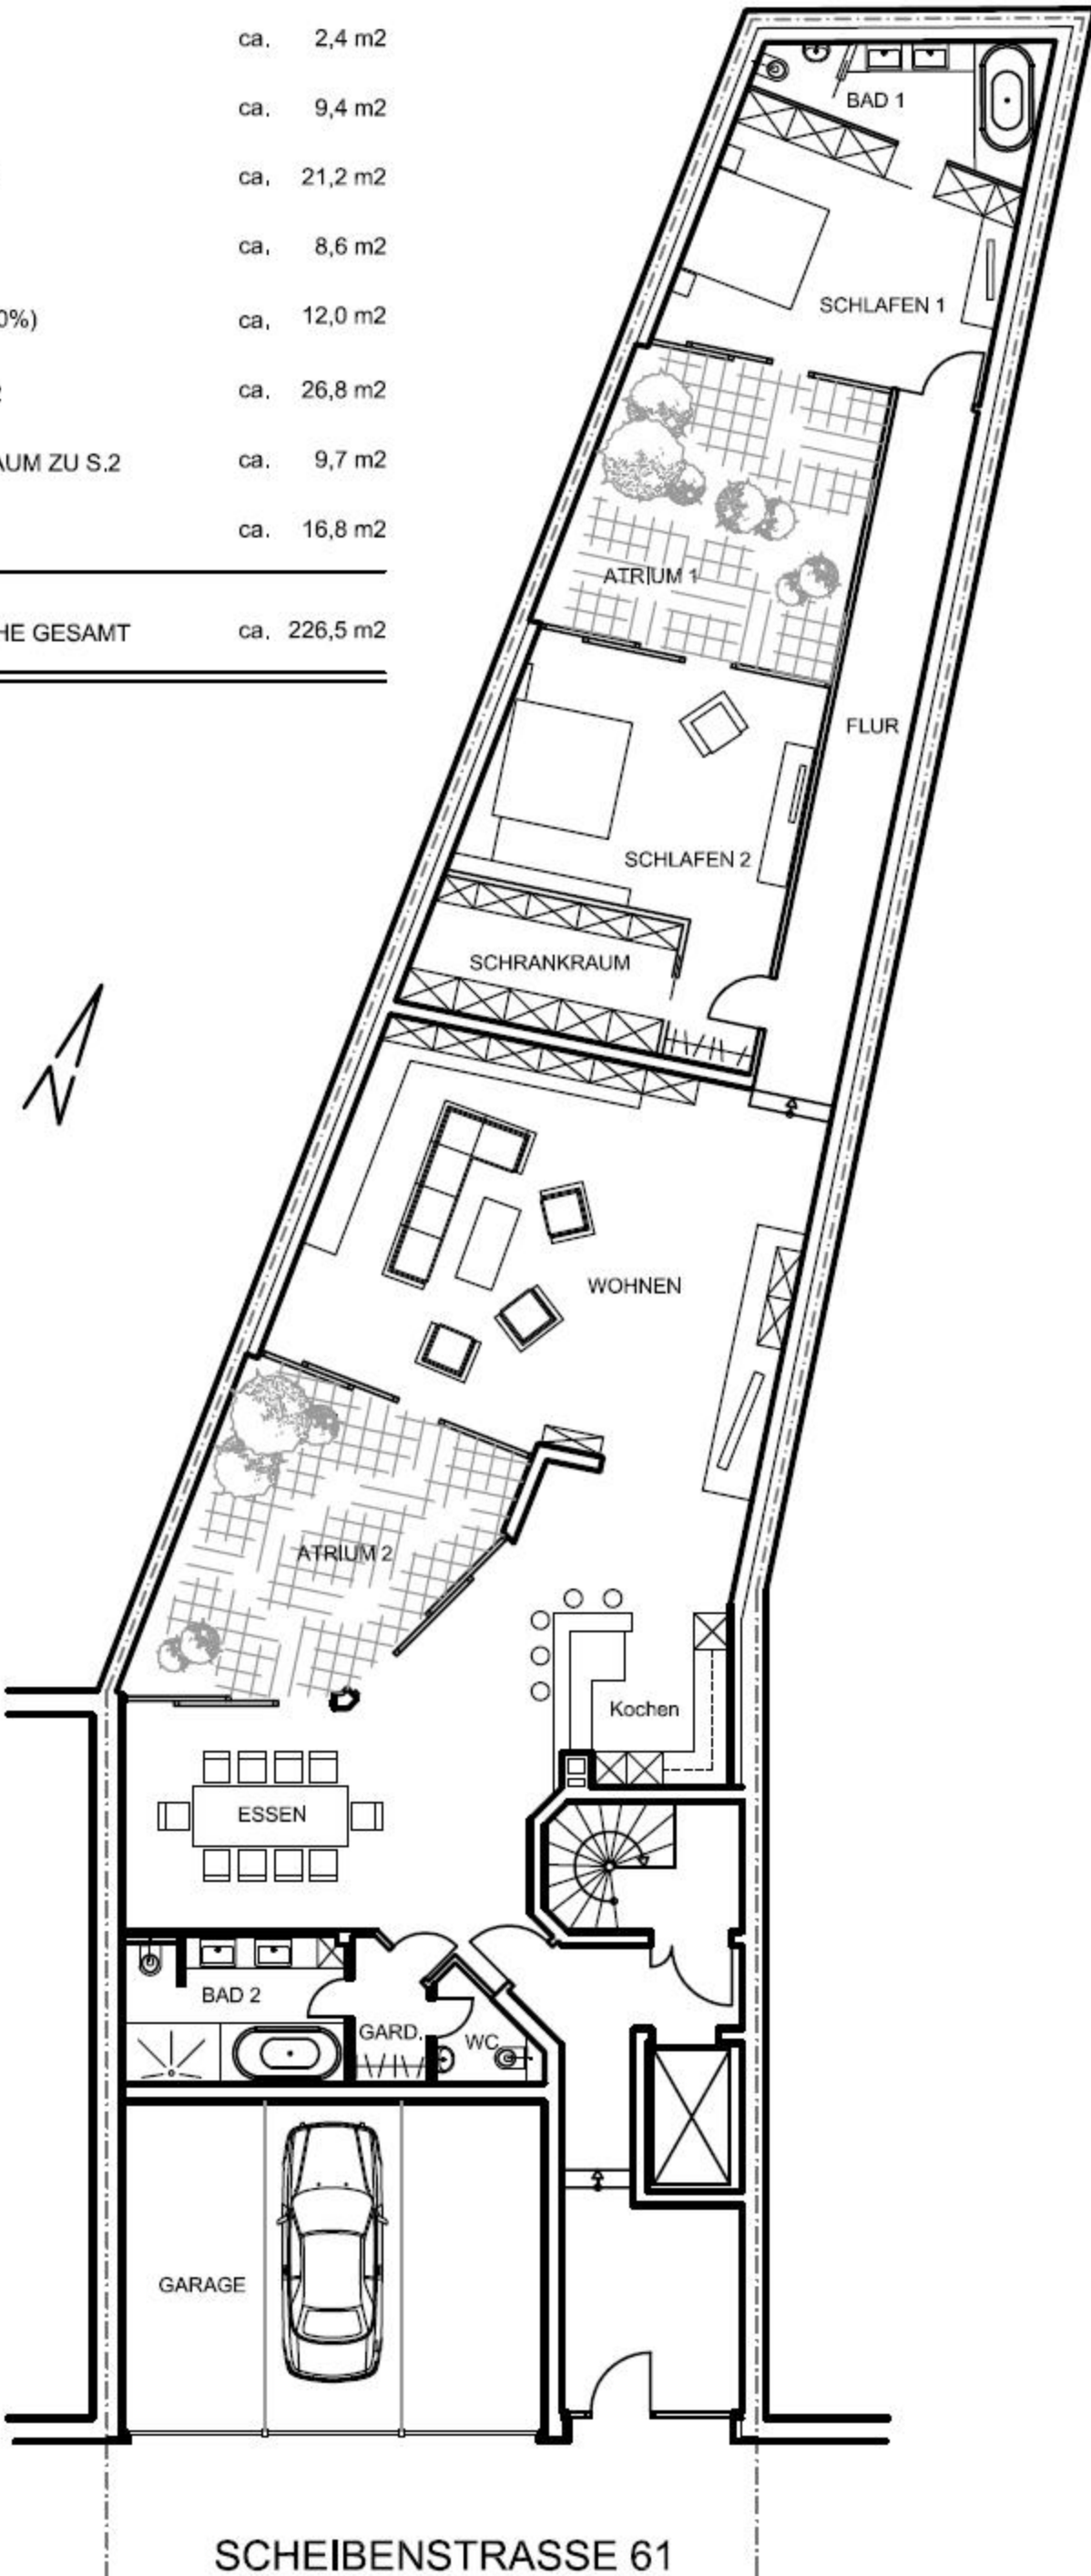 ca. 2,4 m2
ca. 9,4 m2
ca. 21,2 m2
ca. 8,6 m2
0%) ca. 12,0 m2
ca. 26,8 m2
AUM ZU S.2 ca. 9,7 m2
ca. 16,8 m2
HE GESAMT ca. 226,5 m2
BAD 1
SCHLAFEN 1
ATRIUM 1
FLUR
SCHLAFEN 2
SCHRANKRAUM
N
WOHNEN
ATRIUM 2
Kochen
ESSEN
BAD 2
GARD.
WC
GARAGE
SCHEIBENSTRASSE 61